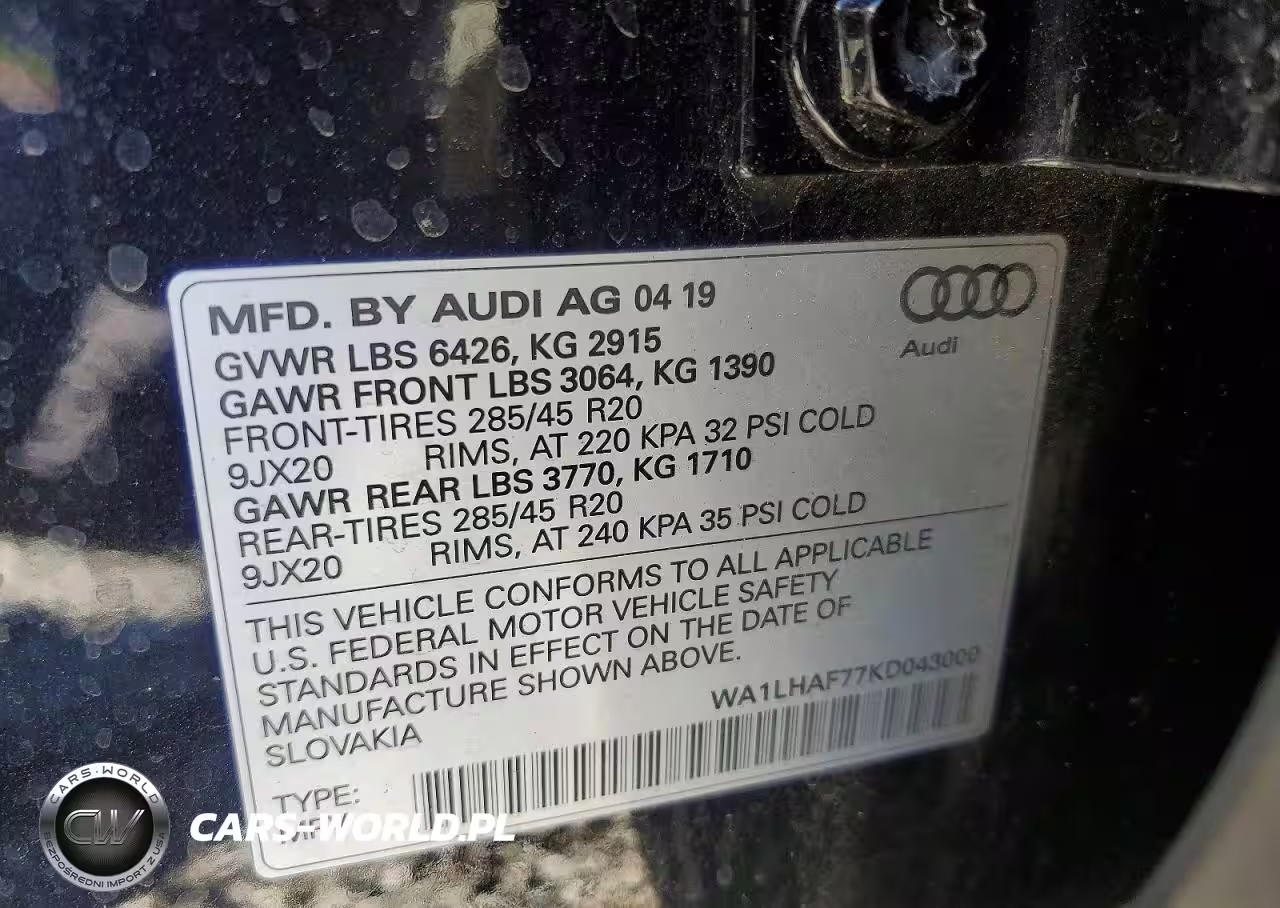 MFD. BY AUDI AG 04 19
GVWR LBS 6426, KG 2915
GAWR FRONT LBS 3064, KG 1390
FRONT-TIRES 285/45 R20
9JX20 RIMS, AT 220 KPA 32 PSI COLD
GAWR REAR LBS 3770, KG 1710
REAR-TIRES 285/45 R20
9JX20 RIMS, AT 240 KPA 35 PSI COLD
Audi
THIS VEHICLE CONFORMS TO ALL APPLICABLE
U.S. FEDERAL MOTOR VEHICLE SAFETY
STANDARDS IN EFFECT ON THE DATE OF
MANUFACTURE SHOWN ABOVE.
SLOVAKIA
WA1LHAF77KD043000
TYPE:
CARS-WORLD
CW
BEZPOŚREDNI IMPORT Z USA
CARS-WORLD.PL